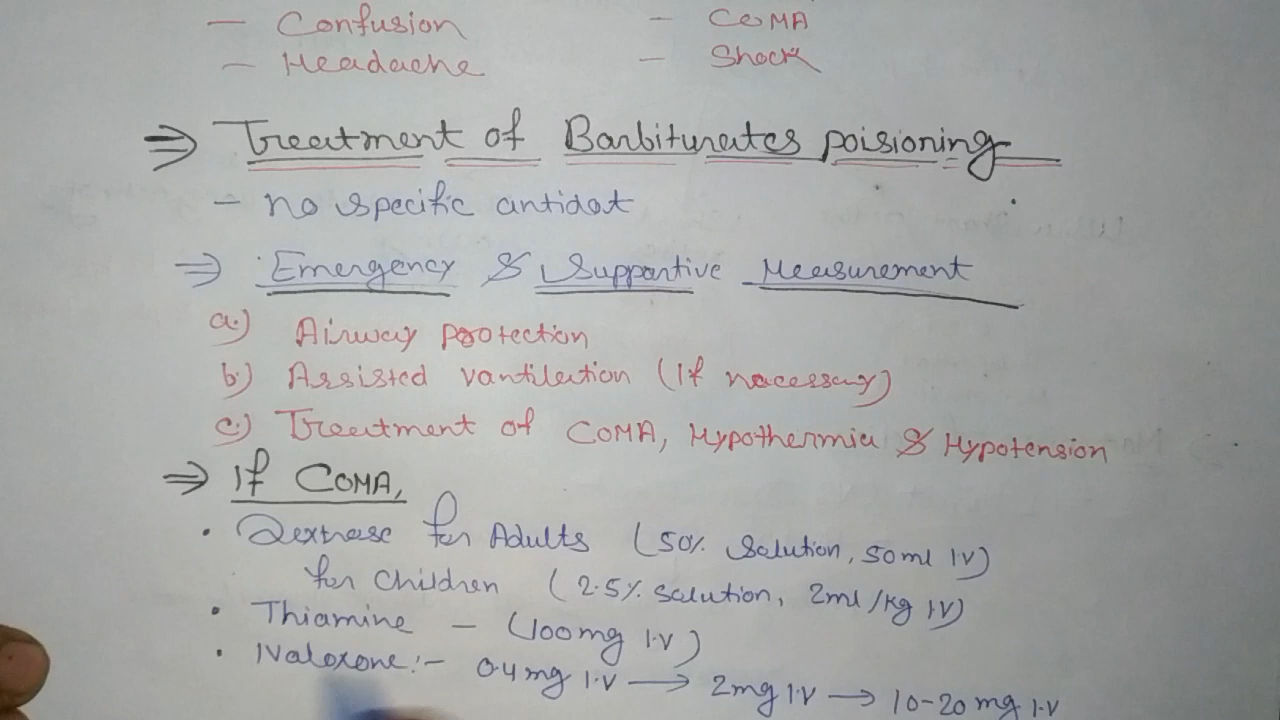 — Confusion — COMA
— Headache — Shock
⇒ Treatment of Barbiturates poisioning
— no specific antidot
⇒ Emergency & Supportive Measurement
a.) Airway protection
b.) Assisted vantilation (If nacessary)
c.) Treatment of COMA, Hypothermia & Hypotension
⇒ If COMA,
• Dextrose for Adults (50% Solution, 50ml I.V)
for children (2.5% solution, 2ml/kg I.V)
• Thiamine — (100mg I.V)
• Naloxone:- 0.4mg I.V → 2mg I.V → 10-20 mg I.V